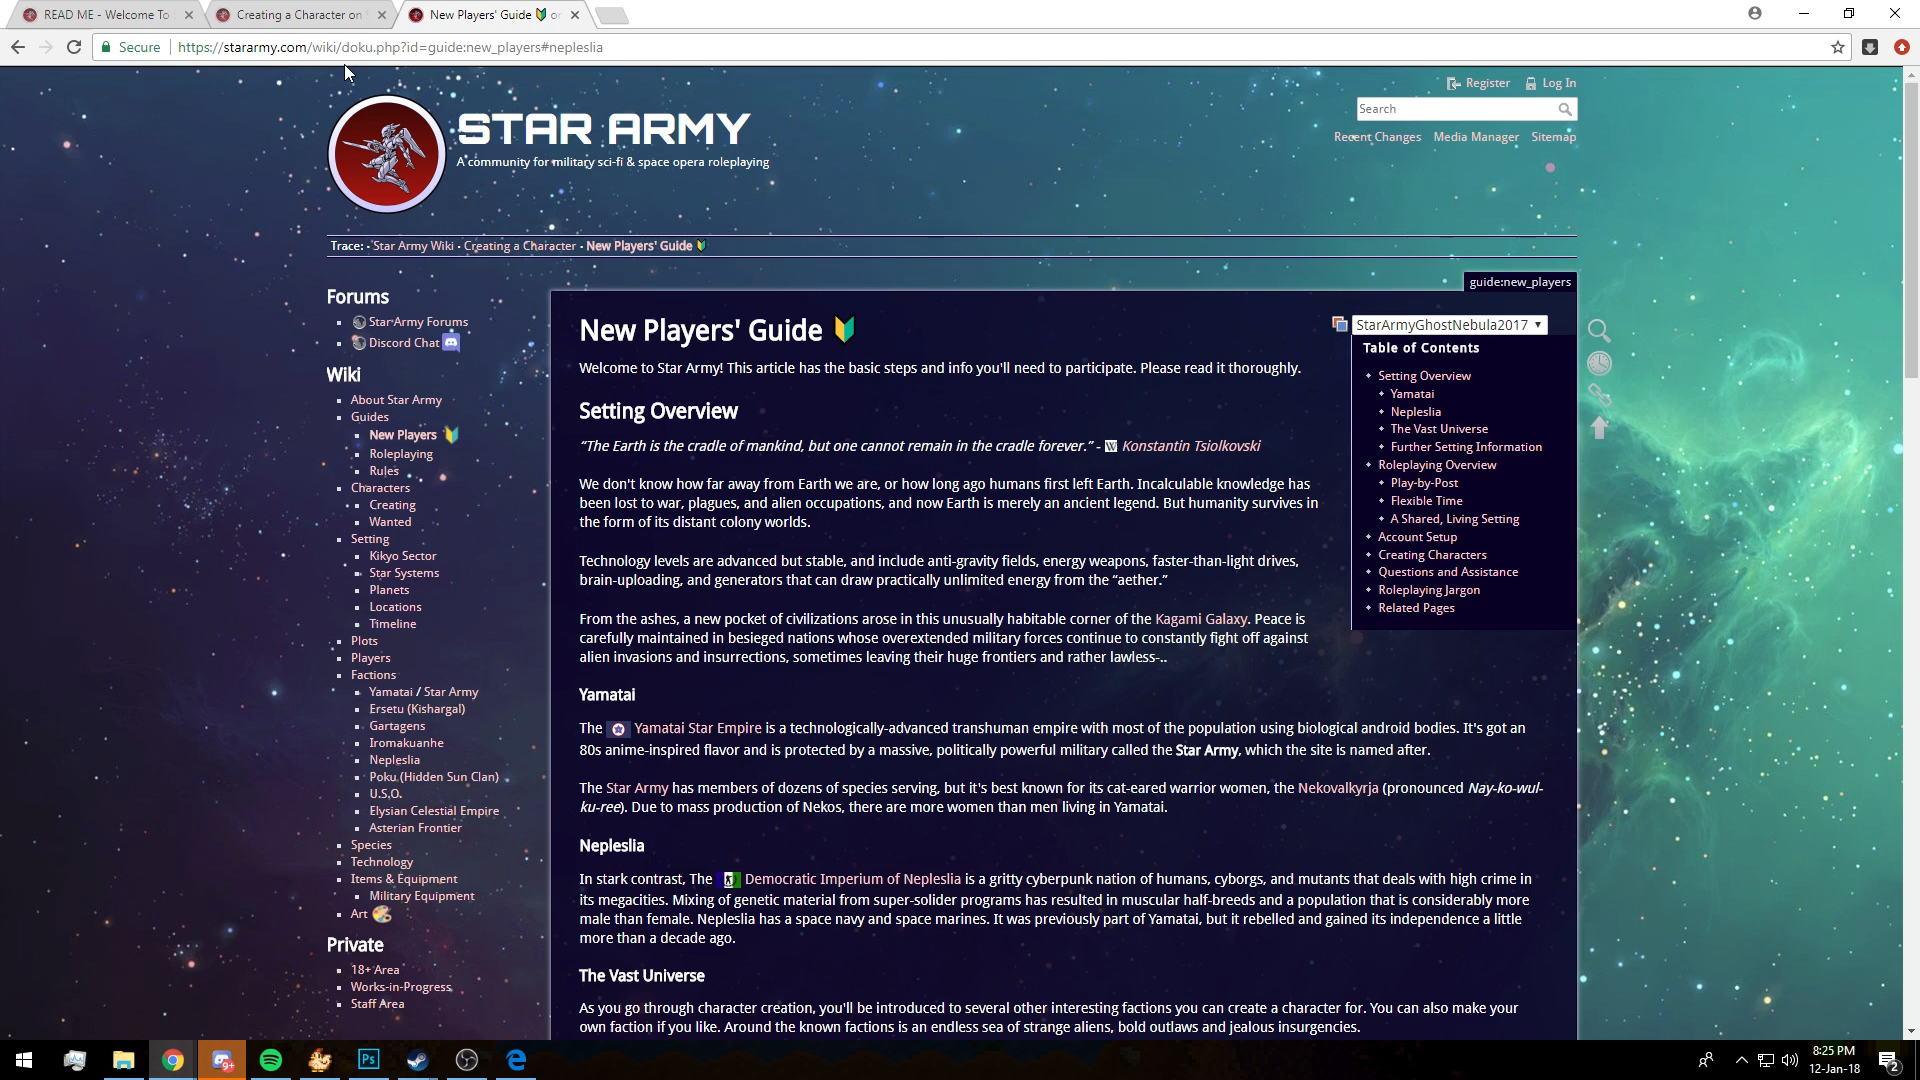 READ ME - Welcome To
Creating a Character on
New Players' Guide
Secure
https://stararmy.com/wiki/doku.php?id=guide:new_players#nepleslia
Register
Log In
Search
Recent Changes
Media Manager
Sitemap
STAR ARMY
A community for military sci-fi & space opera roleplaying
Trace: · Star Army Wiki · Creating a Character · New Players' Guide
guide:new_players
Forums
Star Army Forums
Discord Chat
Wiki
About Star Army
Guides
New Players
Roleplaying
Rules
Characters
Creating
Wanted
Setting
Kikyo Sector
Star Systems
Planets
Locations
Timeline
Plots
Players
Factions
Yamatai / Star Army
Ersetu (Kishargal)
Gartagens
Iromakuanhe
Nepleslia
Poku (Hidden Sun Clan)
U.S.O.
Elysian Celestial Empire
Asterian Frontier
Species
Technology
Items & Equipment
Military Equipment
Art
Private
18+ Area
Works-in-Progress
Staff Area
New Players' Guide
Welcome to Star Army! This article has the basic steps and info you'll need to participate. Please read it thoroughly.
Setting Overview
“The Earth is the cradle of mankind, but one cannot remain in the cradle forever.” - W Konstantin Tsiolkovski
We don't know how far away from Earth we are, or how long ago humans first left Earth. Incalculable knowledge has
been lost to war, plagues, and alien occupations, and now Earth is merely an ancient legend. But humanity survives in
the form of its distant colony worlds.
Technology levels are advanced but stable, and include anti-gravity fields, energy weapons, faster-than-light drives,
brain-uploading, and generators that can draw practically unlimited energy from the “aether.”
From the ashes, a new pocket of civilizations arose in this unusually habitable corner of the Kagami Galaxy. Peace is
carefully maintained in besieged nations whose overextended military forces continue to constantly fight off against
alien invasions and insurrections, sometimes leaving their huge frontiers and rather lawless-..
Yamatai
The Yamatai Star Empire is a technologically-advanced transhuman empire with most of the population using biological android bodies. It's got an
80s anime-inspired flavor and is protected by a massive, politically powerful military called the Star Army, which the site is named after.
The Star Army has members of dozens of species serving, but it's best known for its cat-eared warrior women, the Nekovalkyrja (pronounced Nay-ko-wul-
ku-ree). Due to mass production of Nekos, there are more women than men living in Yamatai.
Nepleslia
In stark contrast, The Democratic Imperium of Nepleslia is a gritty cyberpunk nation of humans, cyborgs, and mutants that deals with high crime in
its megacities. Mixing of genetic material from super-solider programs has resulted in muscular half-breeds and a population that is considerably more
male than female. Nepleslia has a space navy and space marines. It was previously part of Yamatai, but it rebelled and gained its independence a little
more than a decade ago.
The Vast Universe
As you go through character creation, you'll be introduced to several other interesting factions you can create a character for. You can also make your
own faction if you like. Around the known factions is an endless sea of strange aliens, bold outlaws and jealous insurgencies.
StarArmyGhostNebula2017
Table of Contents
Setting Overview
Yamatai
Nepleslia
The Vast Universe
Further Setting Information
Roleplaying Overview
Play-by-Post
Flexible Time
A Shared, Living Setting
Account Setup
Creating Characters
Questions and Assistance
Roleplaying Jargon
Related Pages
9+
Ps
8:25 PM
12-Jan-18
2